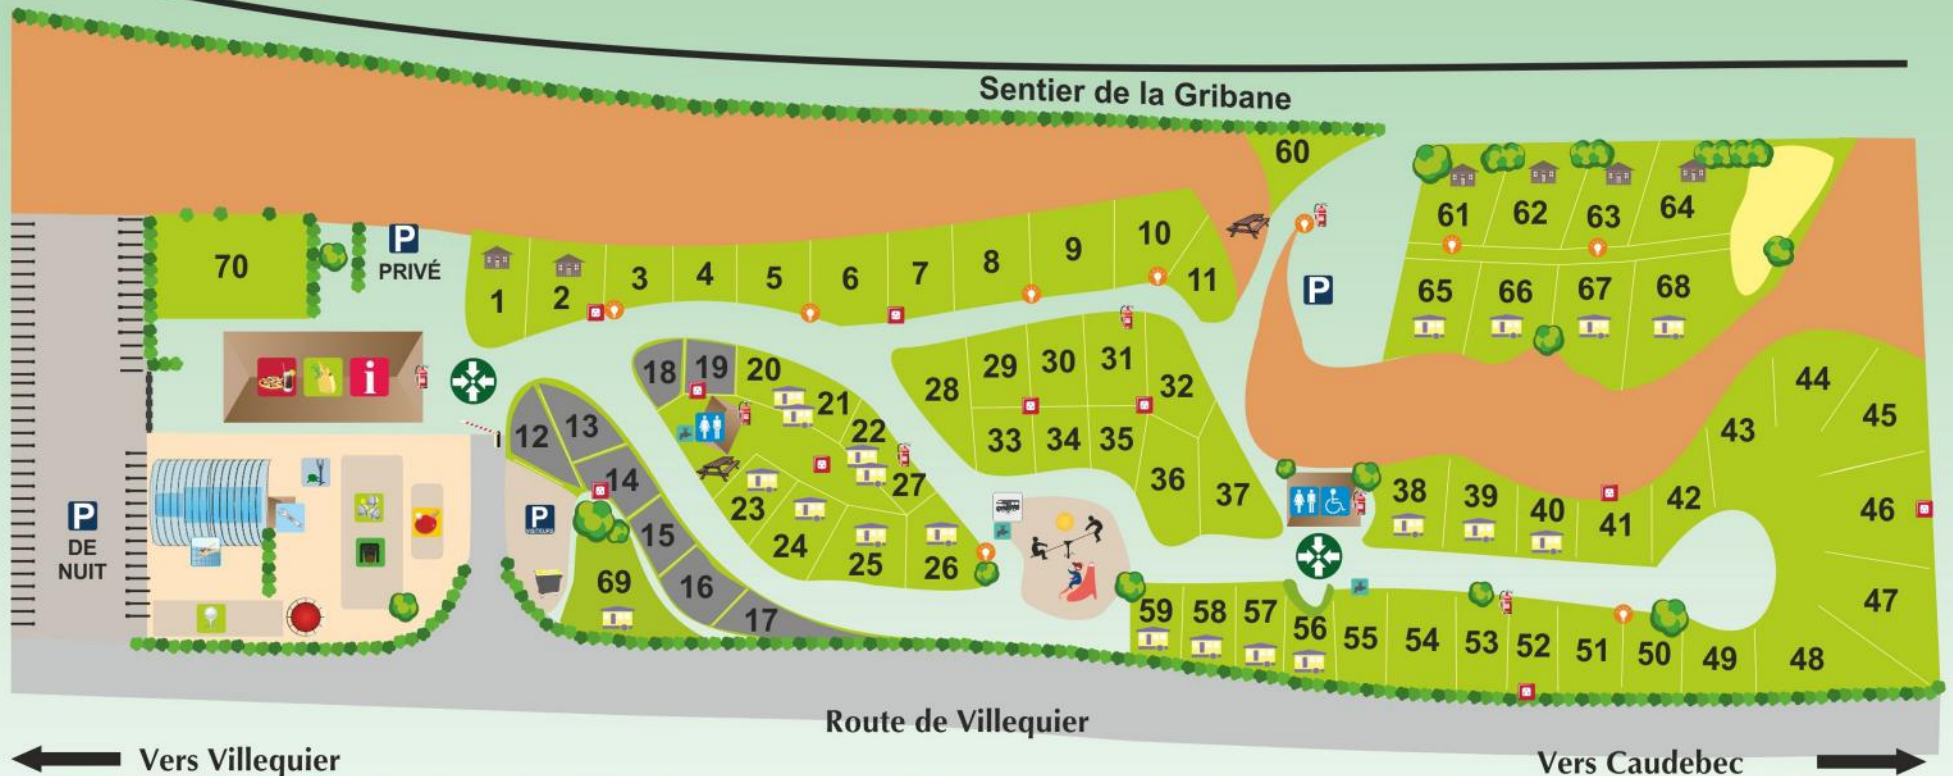 Sentier de la Gribane
60
61 62 63 64
70
P
PRIVÉ
1 2 3 4 5 6 7 8 9 10 11
P
65 66 67 68
i
18 19 20 21 22
28 29 30 31 32
33 34 35 36 37
12 13 14 15 16 17
23 24 25 26 27
38 39 40 41 42 43 44 45 46 47
P
DE
NUIT
P
VISITEURS
69
59 58 57 56 55 54 53 52 51 50 49 48
Route de Villequier
Vers Villequier
Vers Caudebec